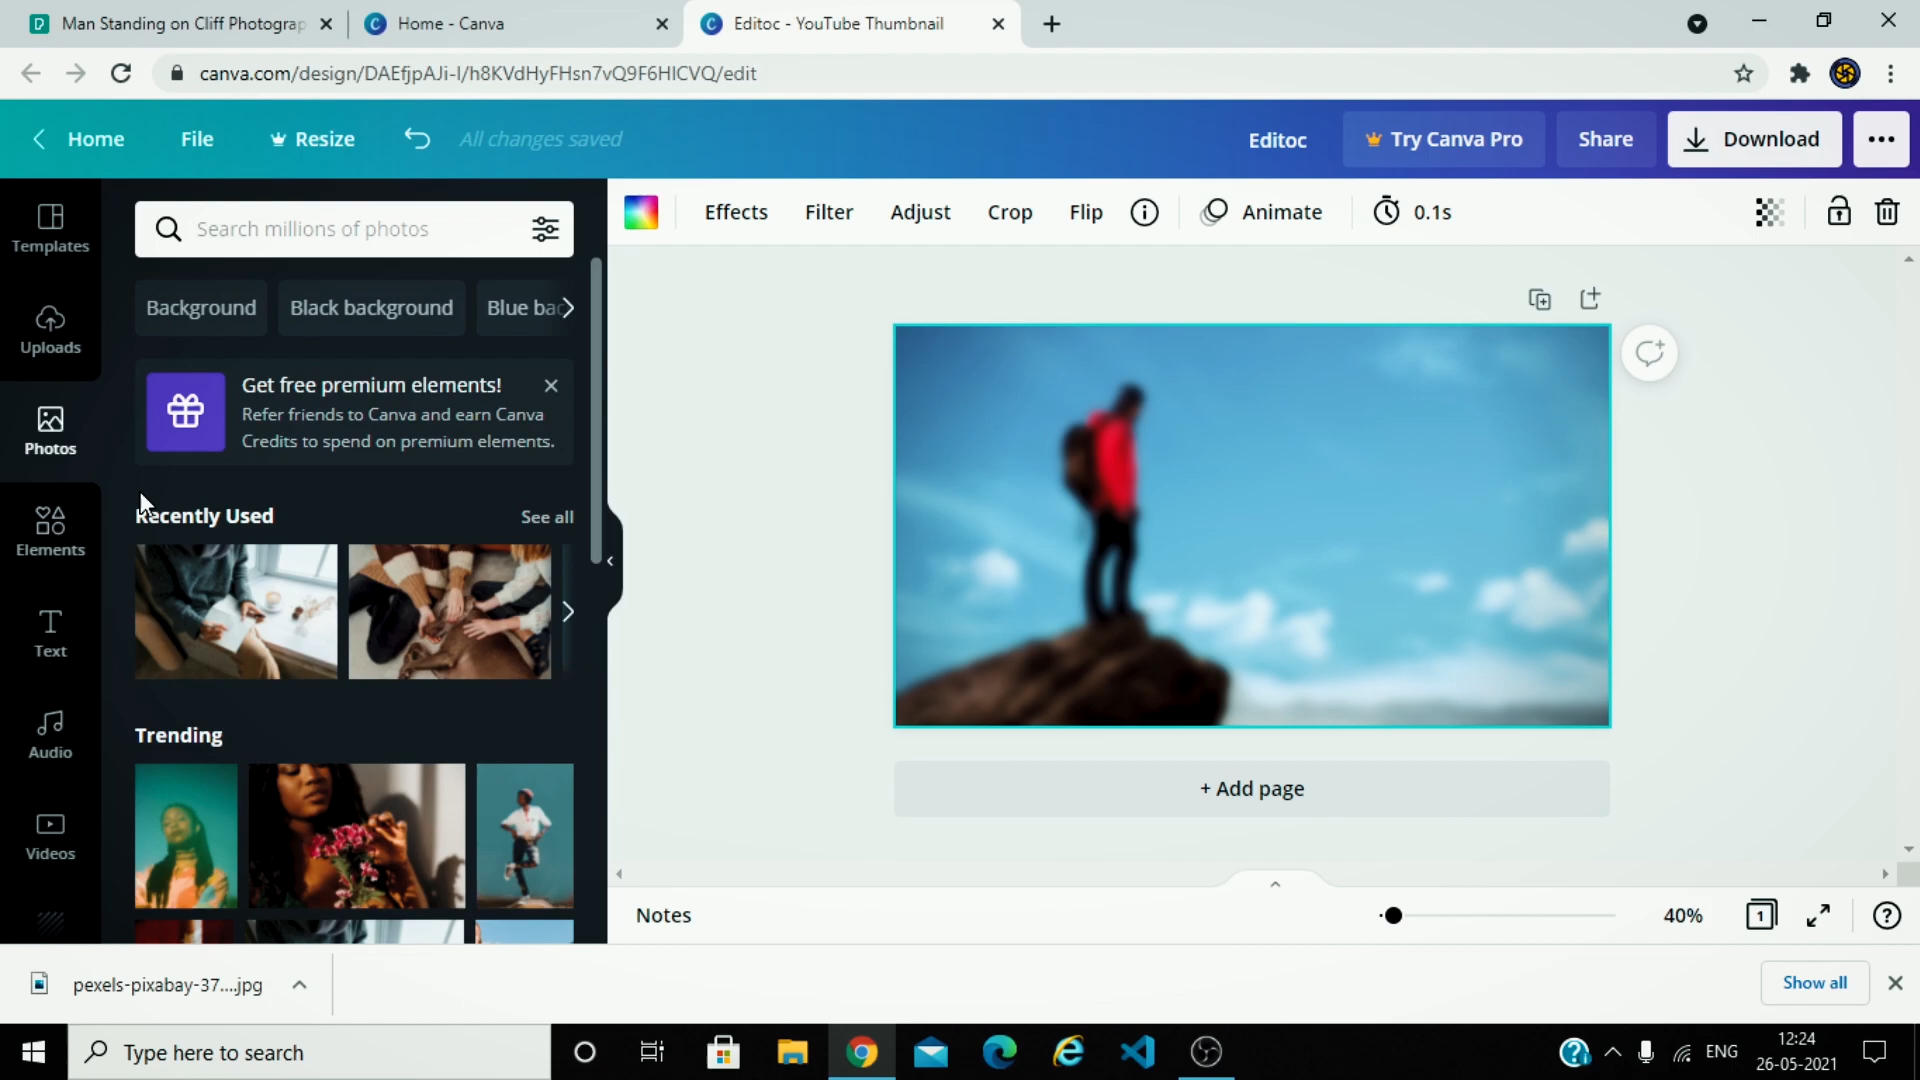 Man Standing on Cliff Photograp
Home - Canva
Editoc - YouTube Thumbnail
canva.com/design/DAEfjpAJi-I/h8KVdHyFHsn7vQ9F6HICVQ/edit
Home
File
Resize
All changes saved
Editoc
Try Canva Pro
Share
Download
Templates
Uploads
Photos
Elements
Text
Audio
Videos
Search millions of photos
Background
Black background
Blue bac
Get free premium elements!
Refer friends to Canva and earn Canva
Credits to spend on premium elements.
Recently Used
See all
Trending
Effects
Filter
Adjust
Crop
Flip
Animate
0.1s
+ Add page
Notes
40%
1
pexels-pixabay-37....jpg
Show all
Type here to search
ENG
12:24
26-05-2021